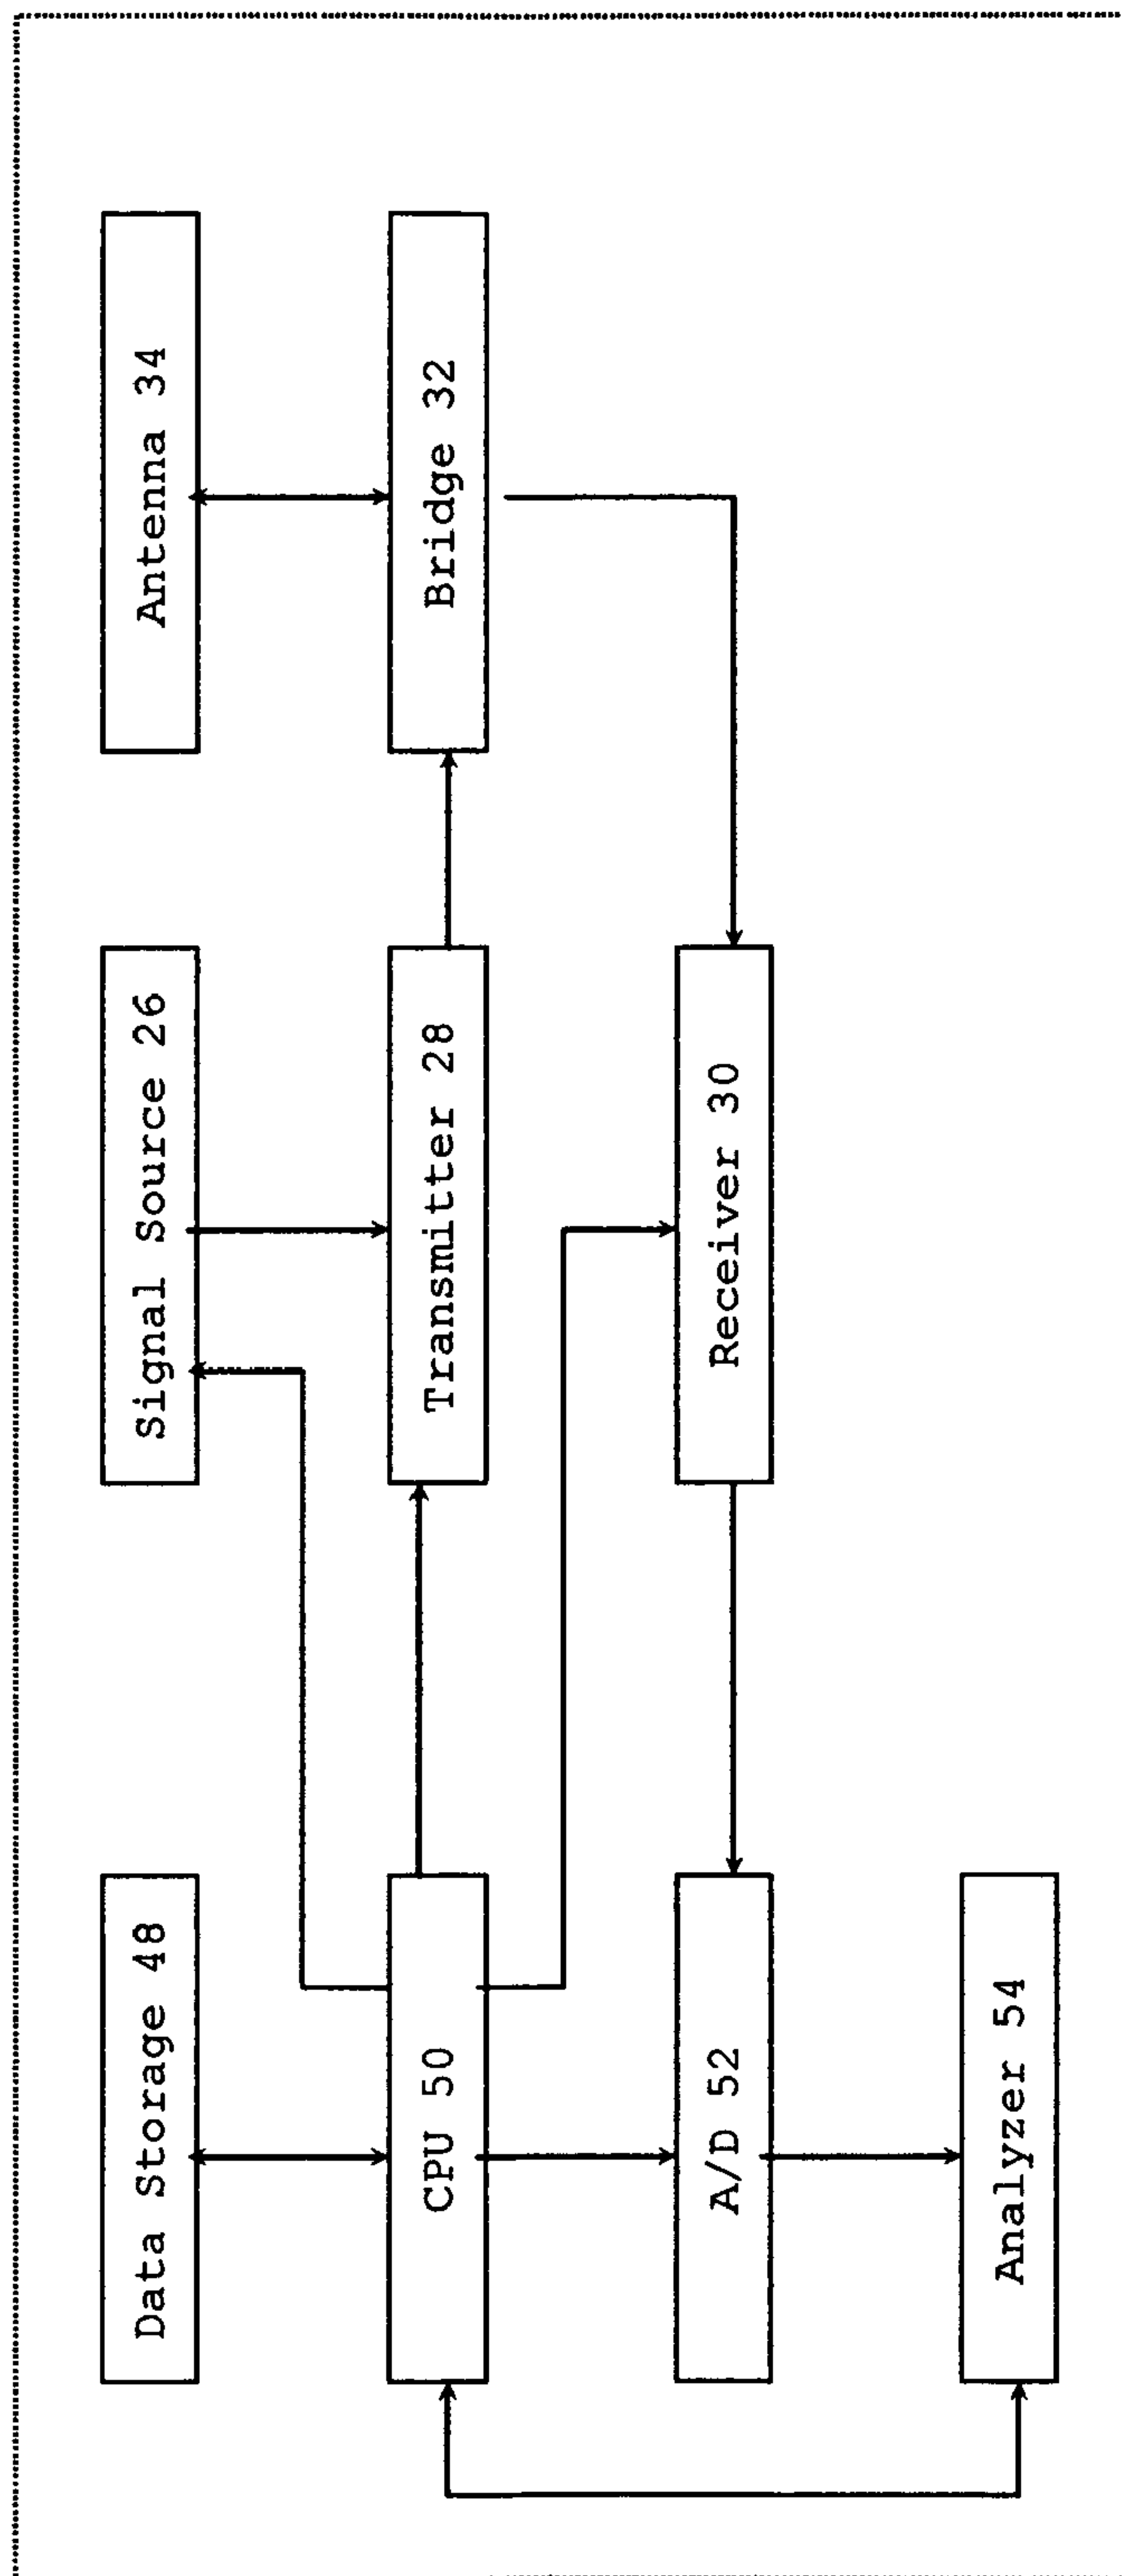 Data Storage 48
Signal Source 26
Antenna 34
CPU 50
Transmitter 28
Bridge 32
A/D 52
Receiver 30
Analyzer 54